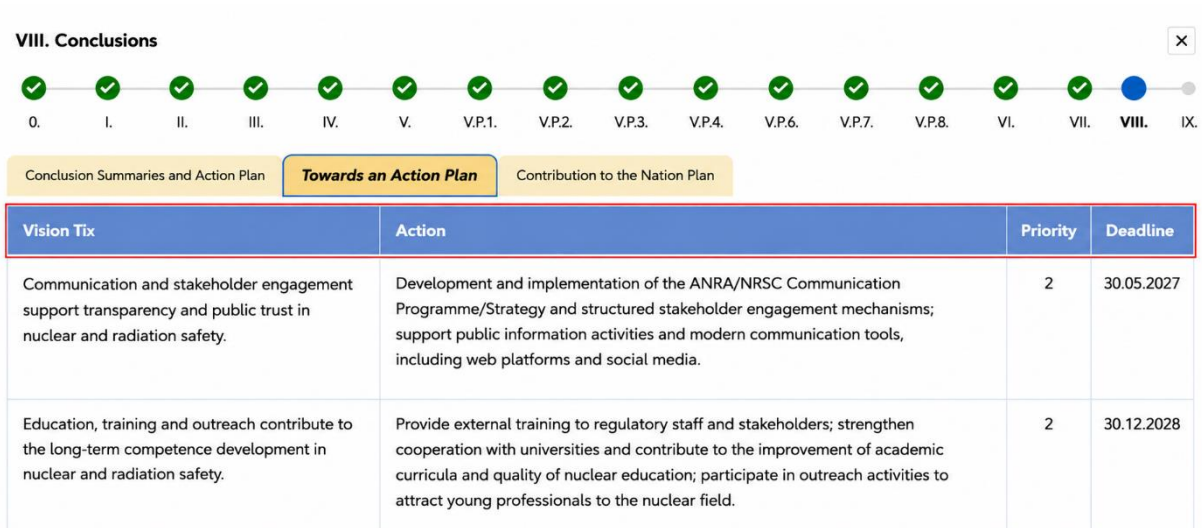 VIII. Conclusions
0. I. II. III. IV. V. V.P.1. V.P.2. V.P.3. V.P.4. V.P.6. V.P.7. V.P.8. VI. VII. VIII. IX.
Conclusion Summaries and Action Plan Towards an Action Plan Contribution to the Nation Plan
Vision Tix Action Priority Deadline
Communication and stakeholder engagement
support transparency and public trust in
nuclear and radiation safety.
Development and implementation of the ANRA/NRSC Communication
Programme/Strategy and structured stakeholder engagement mechanisms;
support public information activities and modern communication tools,
including web platforms and social media.
2
30.05.2027
Education, training and outreach contribute to
the long-term competence development in
nuclear and radiation safety.
Provide external training to regulatory staff and stakeholders; strengthen
cooperation with universities and contribute to the improvement of academic
curricula and quality of nuclear education; participate in outreach activities to
attract young professionals to the nuclear field.
2
30.12.2028